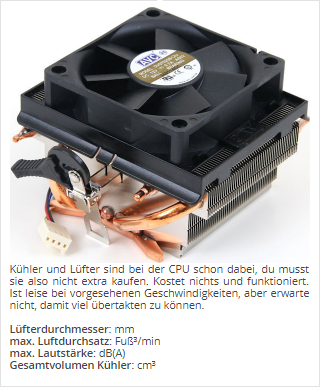 AVC
Kühler und Lüfter sind bei der CPU schon dabei, du musst
sie also nicht extra kaufen. Kostet nichts und funktioniert.
Ist leise bei vorgesehenen Geschwindigkeiten, aber erwarte
nicht, damit viel übertakten zu können.
Lüfterdurchmesser: mm
max. Luftdurchsatz: Fuß³/min
max. Lautstärke: dB(A)
Gesamtvolumen Kühler: cm³